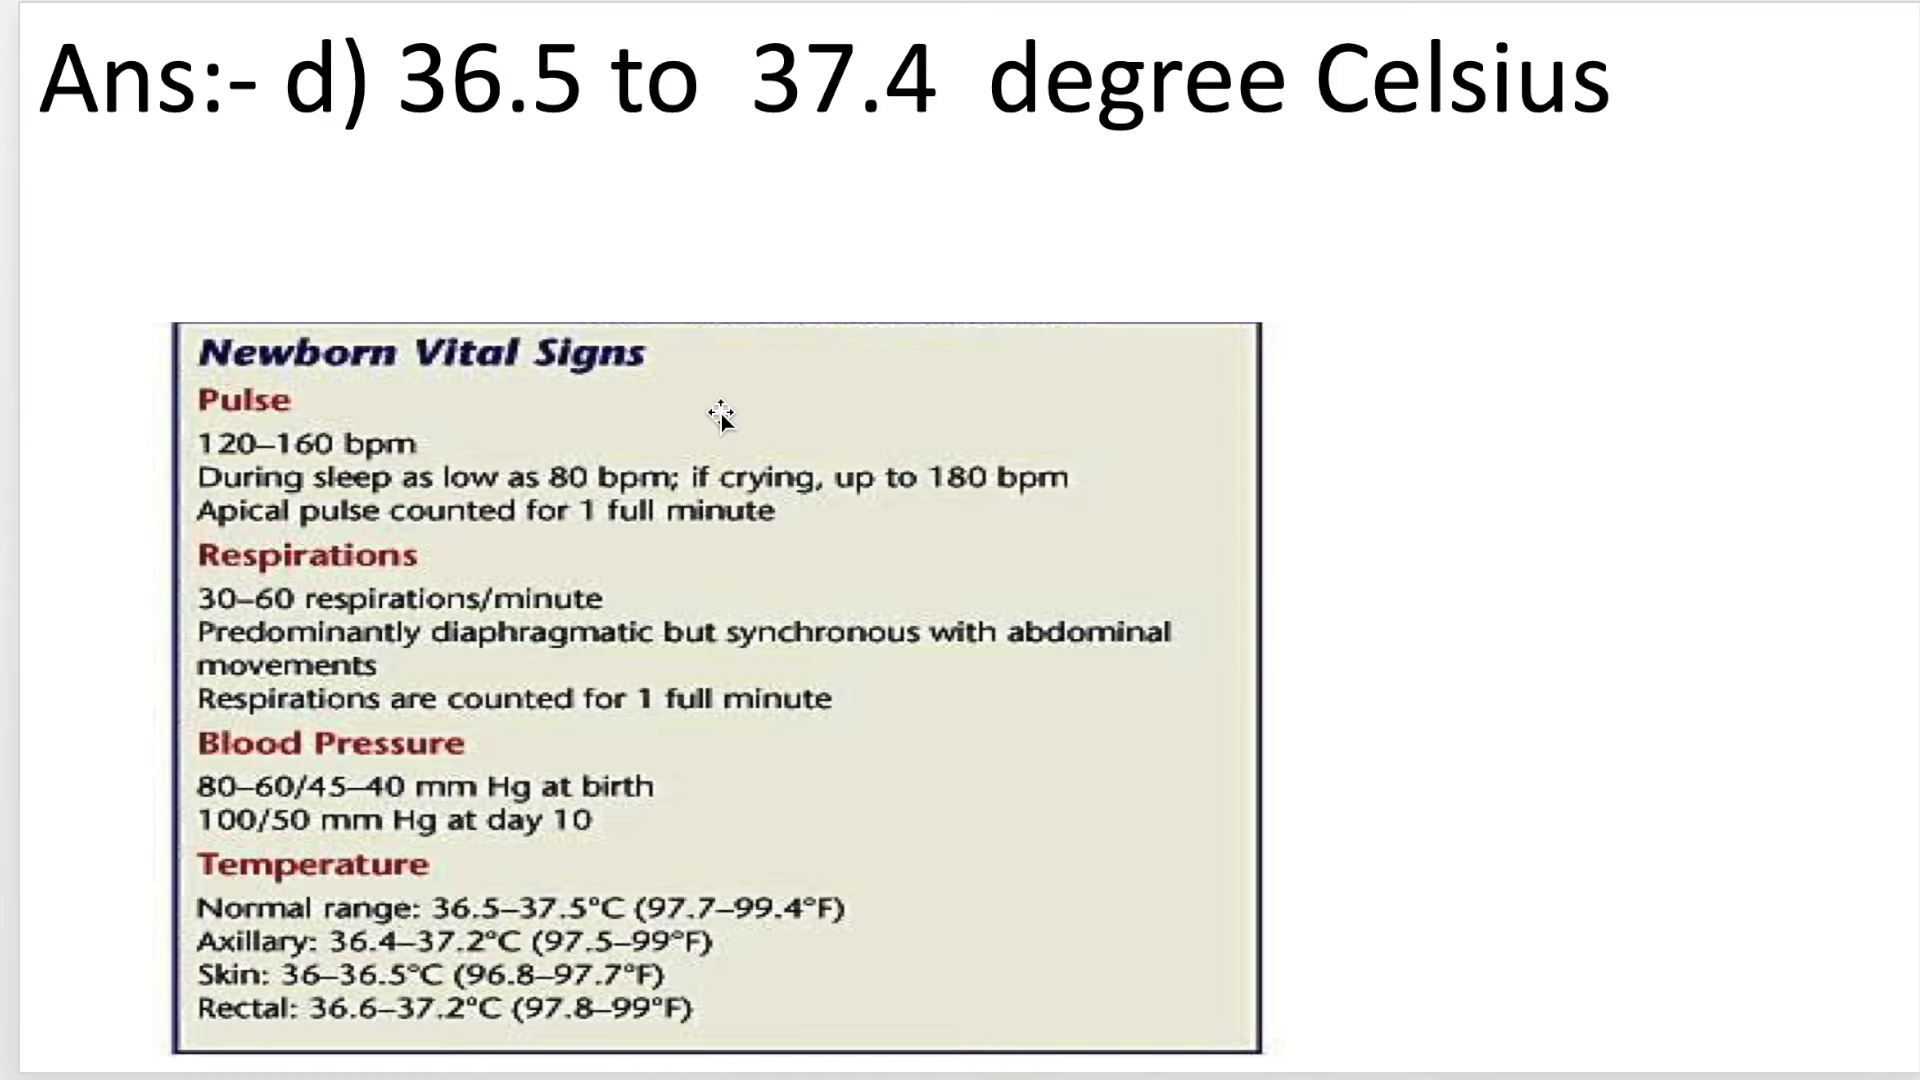 Ans:- d) 36.5 to  37.4  degree Celsius
Newborn Vital Signs
Pulse
120–160 bpm
During sleep as low as 80 bpm; if crying, up to 180 bpm
Apical pulse counted for 1 full minute
Respirations
30–60 respirations/minute
Predominantly diaphragmatic but synchronous with abdominal
movements
Respirations are counted for 1 full minute
Blood Pressure
80–60/45–40 mm Hg at birth
100/50 mm Hg at day 10
Temperature
Normal range: 36.5–37.5°C (97.7–99.4°F)
Axillary: 36.4–37.2°C (97.5–99°F)
Skin: 36–36.5°C (96.8–97.7°F)
Rectal: 36.6–37.2°C (97.8–99°F)